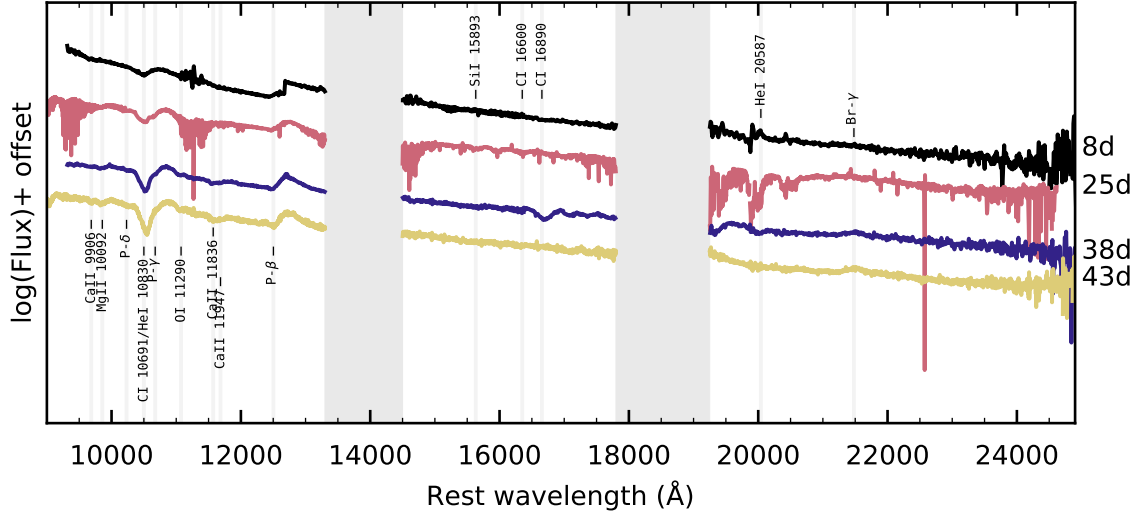 SiI 15893
CI 16600
CI 16890
HeI 20587
Br-γ
8d
25d
38d
43d
CaII 9906
MgII 10092
P-δ
CI 10691/HeI 10830
P-γ
OI 11290
CaII 11836
CaII 11947
P-β
log(Flux)+ offset
10000
12000
14000
16000
18000
20000
22000
24000
Rest wavelength (Å)